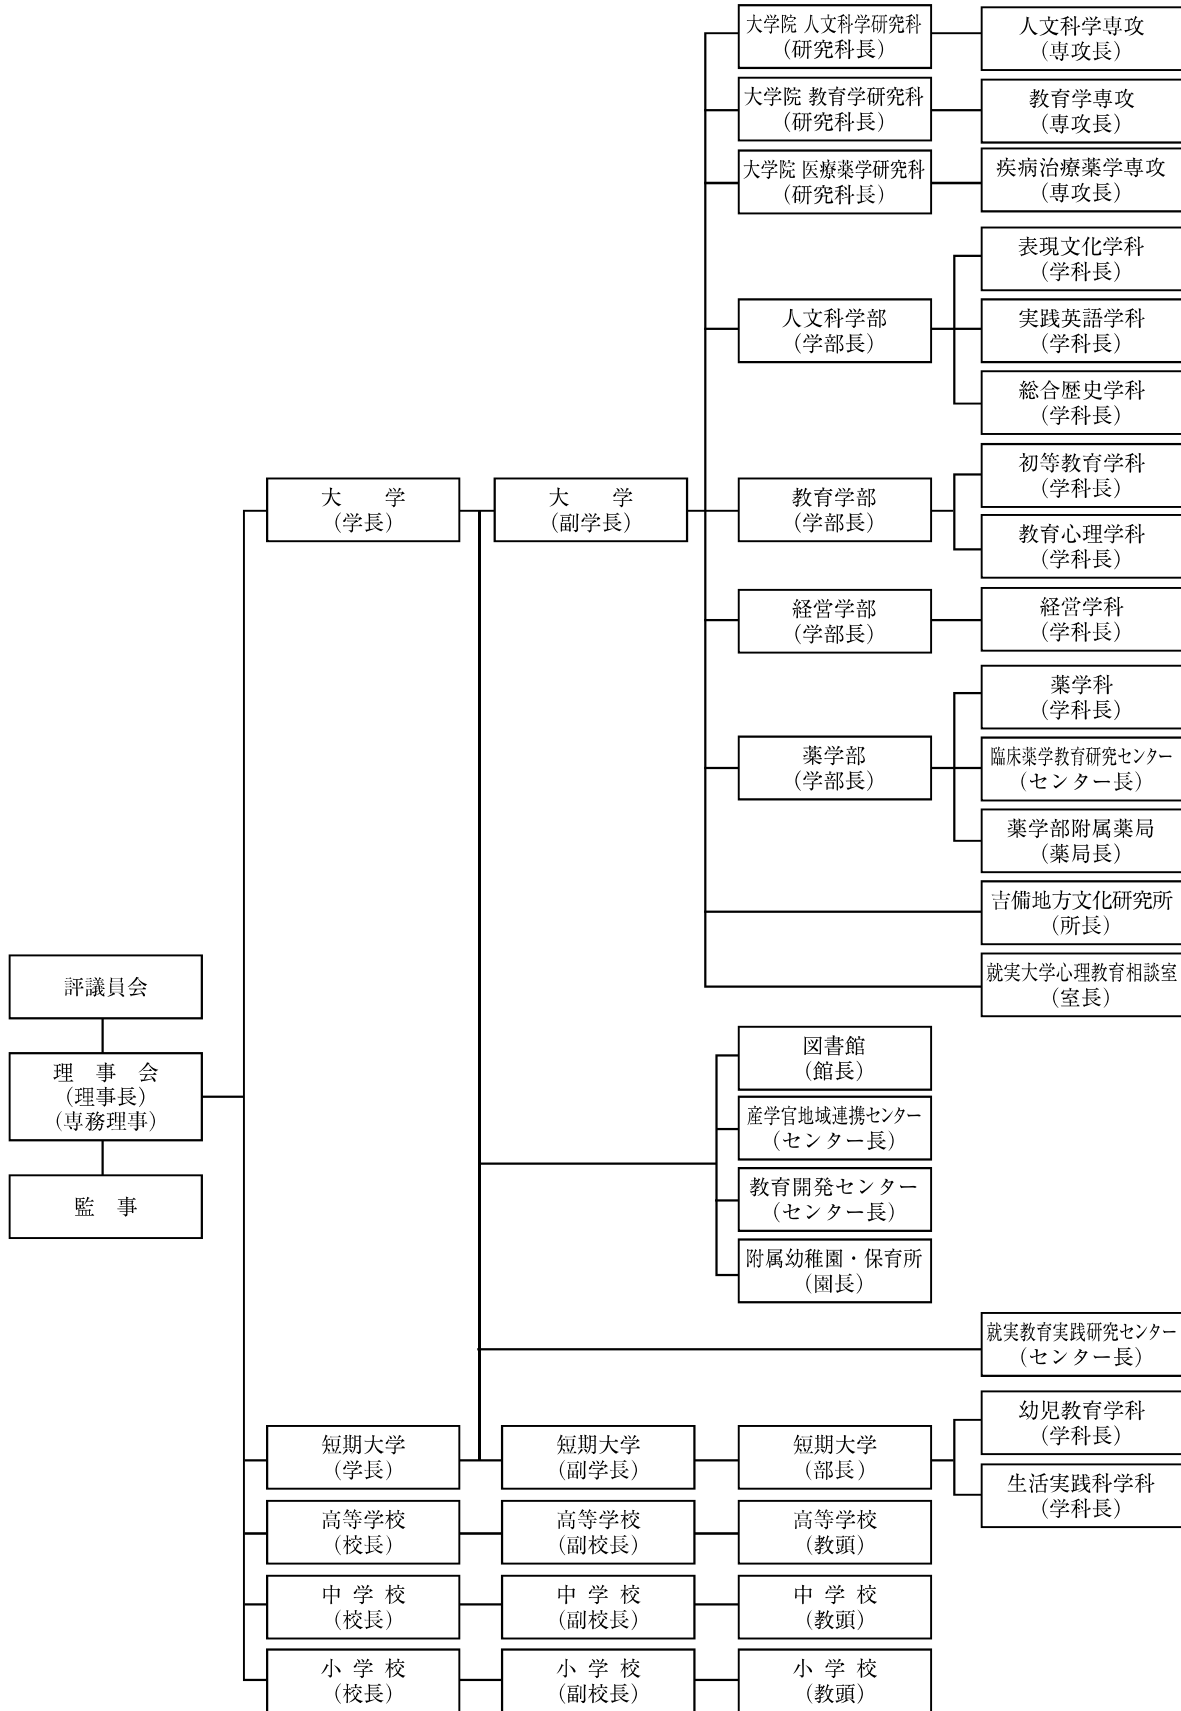 大学院 人文科学研究科
（研究科長）
人文科学専攻
（専攻長）
大学院 教育学研究科
（研究科長）
教育学専攻
（専攻長）
大学院 医療薬学研究科
（研究科長）
疾病治療薬学専攻
（専攻長）
人文科学部
（学部長）
表現文化学科
（学科長）
実践英語学科
（学科長）
総合歴史学科
（学科長）
大　　学
（学長）
大　　学
（副学長）
教育学部
（学部長）
初等教育学科
（学科長）
教育心理学科
（学科長）
経営学部
（学部長）
経営学科
（学科長）
薬学部
（学部長）
薬学科
（学科長）
臨床薬学教育研究センター
（センター長）
薬学部附属薬局
（薬局長）
吉備地方文化研究所
（所長）
就実大学心理教育相談室
（室長）
評議員会
理　事　会
（理事長）
（専務理事）
監　事
図書館
（館長）
産学官地域連携センター
（センター長）
教育開発センター
（センター長）
附属幼稚園・保育所
（園長）
就実教育実践研究センター
（センター長）
短期大学
（学長）
短期大学
（副学長）
短期大学
（部長）
幼児教育学科
（学科長）
生活実践科学科
（学科長）
高等学校
（校長）
高等学校
（副校長）
高等学校
（教頭）
中 学 校
（校長）
中 学 校
（副校長）
中 学 校
（教頭）
小 学 校
（校長）
小 学 校
（副校長）
小 学 校
（教頭）